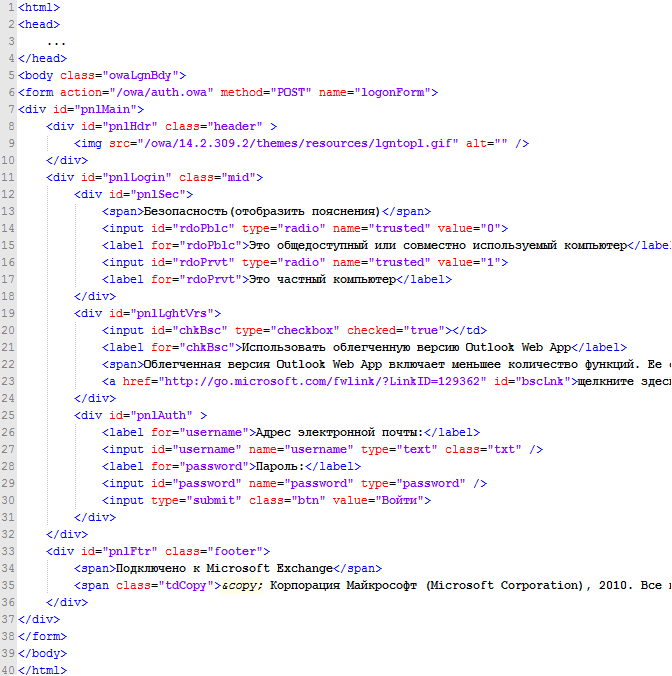 1 <html>
2 <head>
3 ...
4 </head>
5 <body class="owaLgnBdy">
6 <form action="/owa/auth.owa" method="POST" name="logonForm">
7 <div id="pnlMain">
8 <div id="pnlHdr" class="header" >
9 <img src="/owa/14.2.309.2/themes/resources/lgntopl.gif" alt="" />
10 </div>
11 <div id="pnlLogin" class="mid">
12 <div id="pnlSec">
13 <span>Безопасность(отобразить пояснения)</span>
14 <input id="rdoPblc" type="radio" name="trusted" value="0">
15 <label for="rdoPblc">Это общедоступный или совместно используемый компьютер</labe
16 <input id="rdoPrvt" type="radio" name="trusted" value="1">
17 <label for="rdoPrvt">Это частный компьютер</label>
18 </div>
19 <div id="pnlLghtVrs">
20 <input id="chkBsc" type="checkbox" checked="true"></td>
21 <label for="chkBsc">Использовать облегченную версию Outlook Web App</label>
22 <span>Облегченная версия Outlook Web App включает меньшее количество функций. Ее
23 <a href="http://go.microsoft.com/fwlink/?LinkID=129362" id="bscLnk">щелкните здес
24 </div>
25 <div id="pnlAuth" >
26 <label for="username">Адрес электронной почты:</label>
27 <input id="username" name="username" type="text" class="txt" />
28 <label for="password">Пароль:</label>
29 <input id="password" name="password" type="password" />
30 <input type="submit" class="btn" value="Войти">
31 </div>
32 </div>
33 <div id="pnlFtr" class="footer">
34 <span>Подключено к Microsoft Exchange</span>
35 <span class="tdCopy">&copy; Корпорация Майкрософт (Microsoft Corporation), 2010. Все
36 </div>
37 </div>
38 </form>
39 </body>
40 </html>